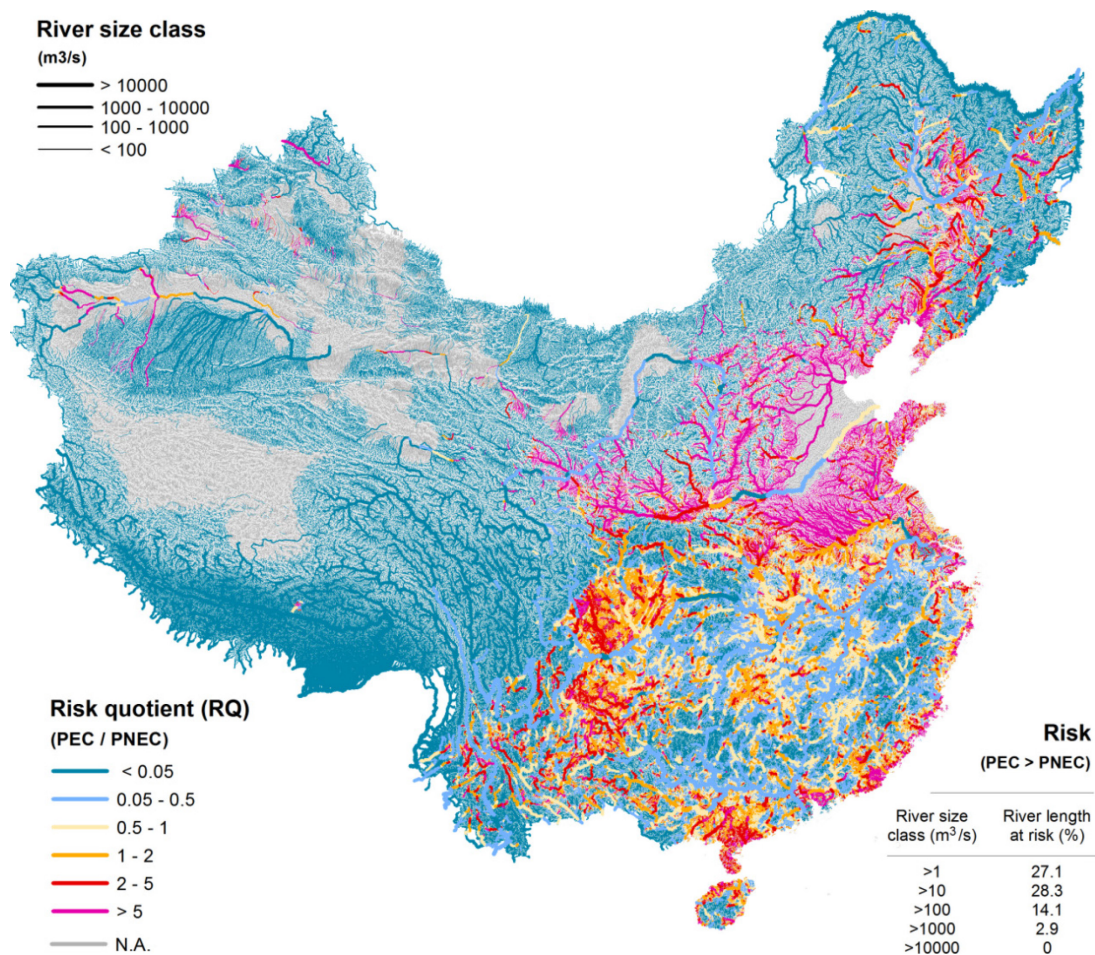 River size class
(m3/s)
> 10000
1000 - 10000
100 - 1000
< 100
Risk quotient (RQ)
(PEC / PNEC)
< 0.05
0.05 - 0.5
0.5 - 1
1 - 2
2 - 5
> 5
N.A.
Risk
(PEC > PNEC)
River size River length
class (m³/s) at risk (%)
>1 27.1
>10 28.3
>100 14.1
>1000 2.9
>10000 0